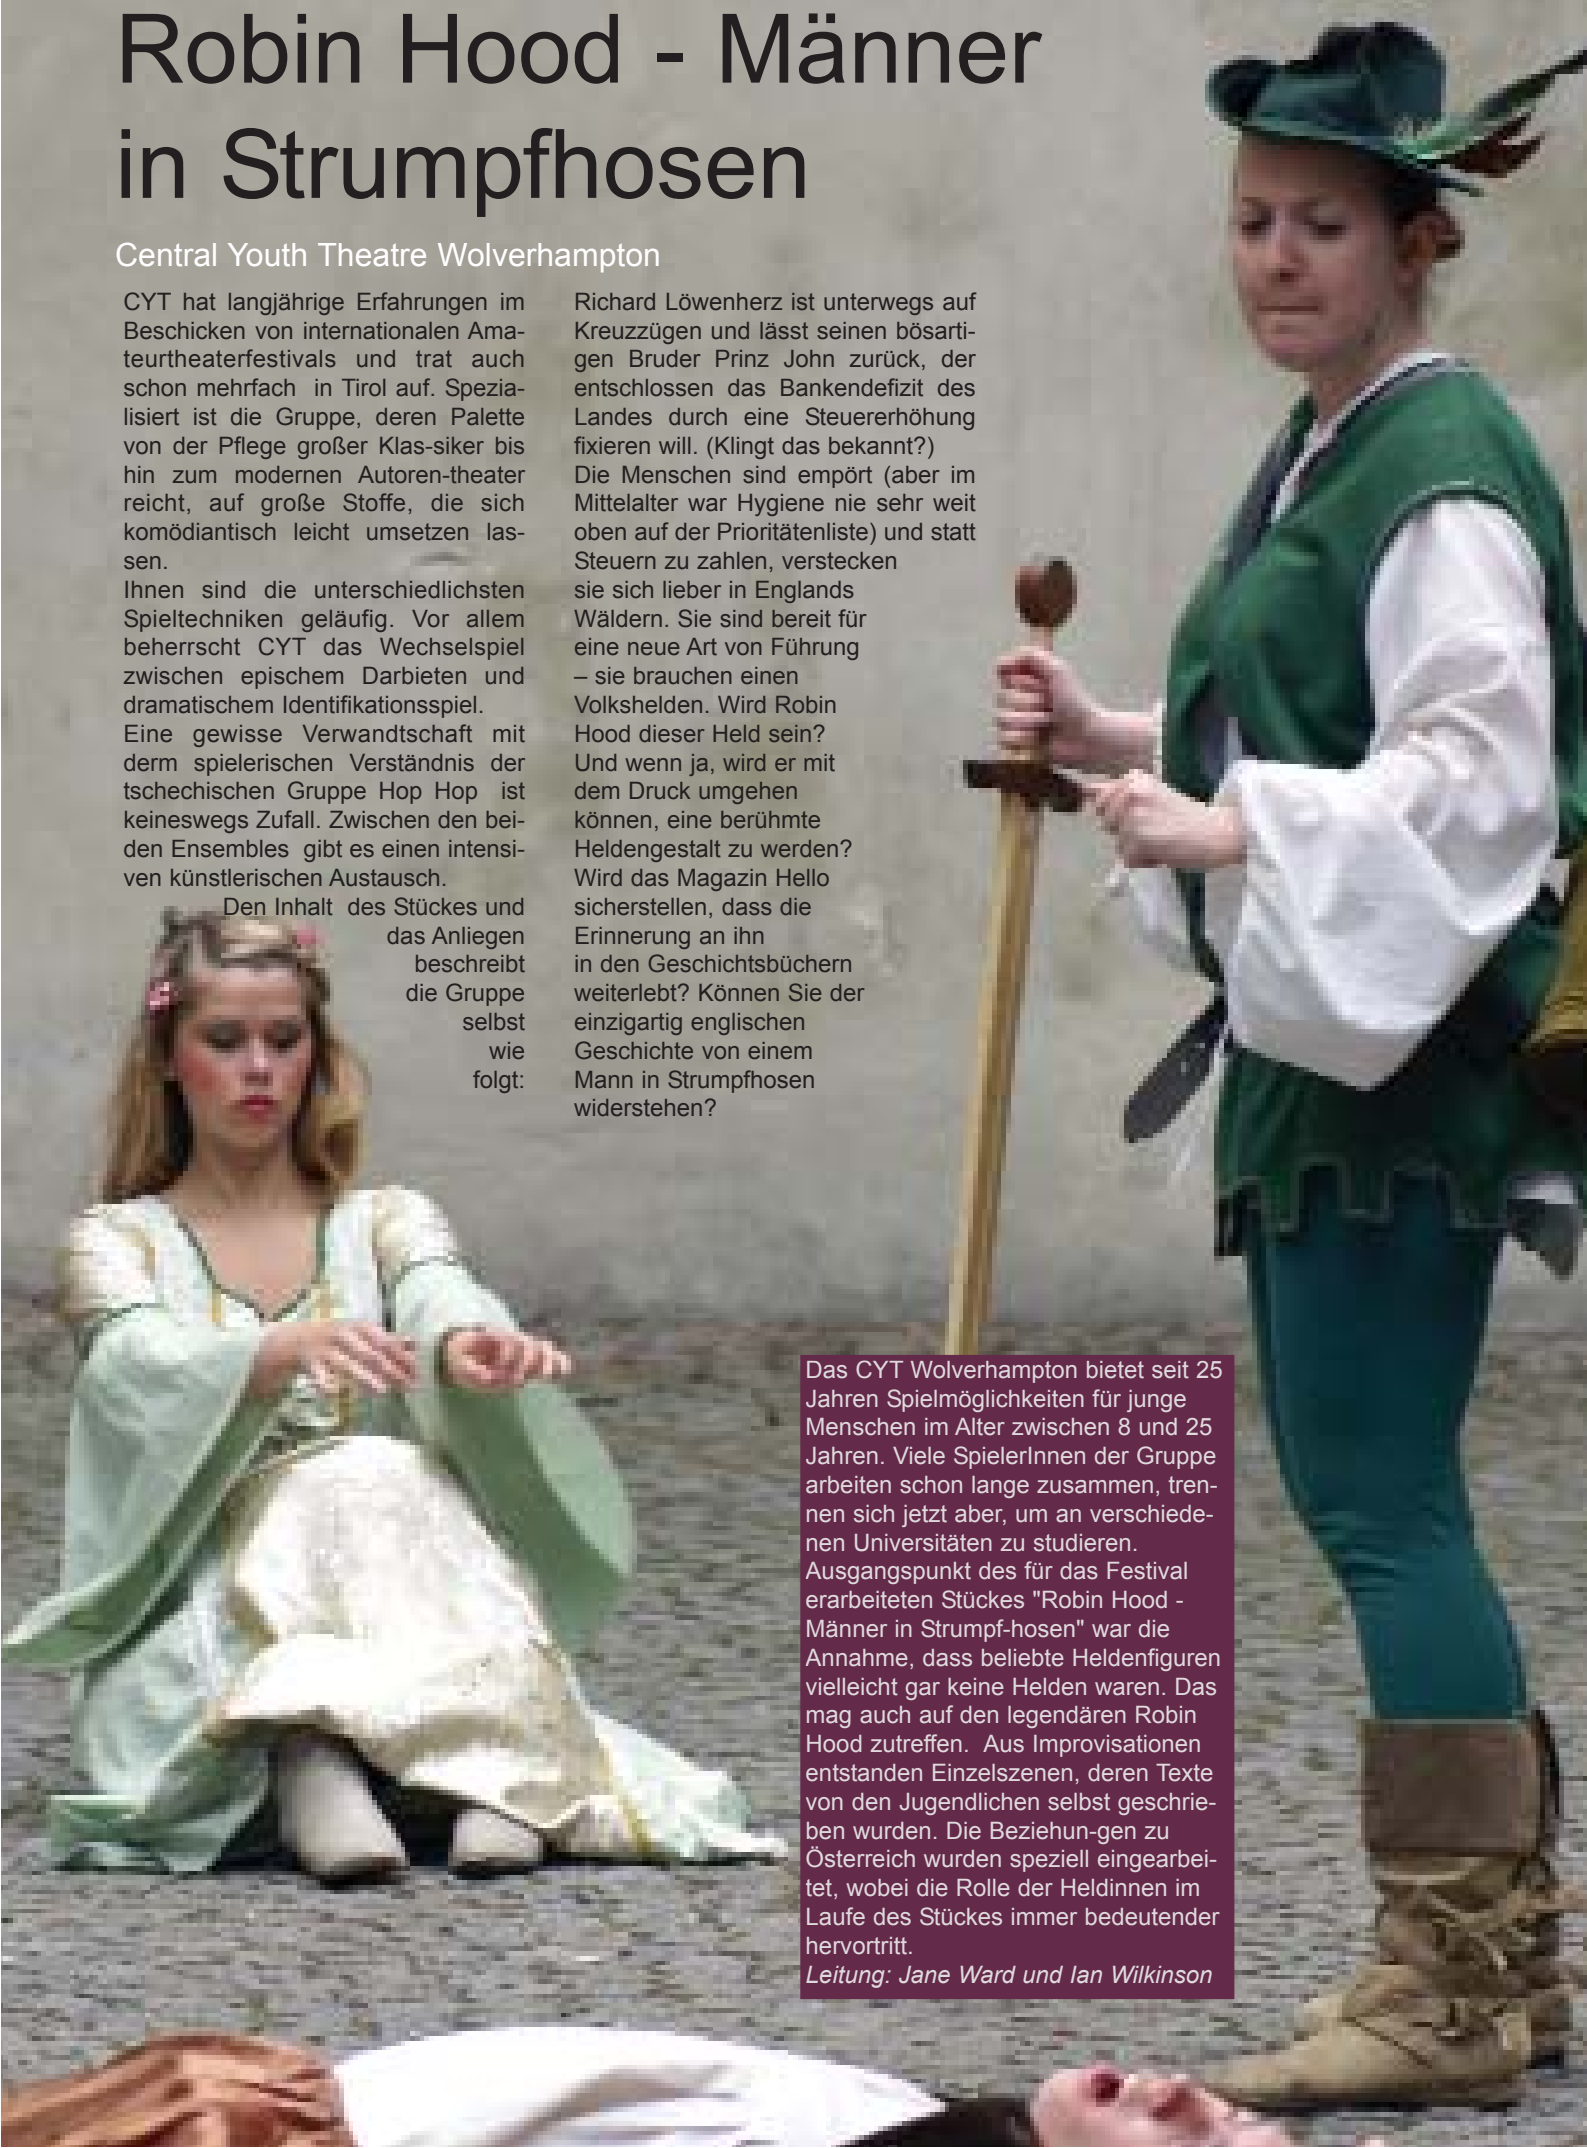 Robin Hood - Männer
in Strumpfhosen
Central Youth Theatre Wolverhampton
CYT hat langjährige Erfahrungen im
Beschicken von internationalen Ama-
teurtheaterfestivals und trat auch
schon mehrfach in Tirol auf. Spezia-
lisiert ist die Gruppe, deren Palette
von der Pflege großer Klas-siker bis
hin zum modernen Autoren-theater
reicht, auf große Stoffe, die sich
komödiantisch leicht umsetzen las-
sen.
Ihnen sind die unterschiedlichsten
Spieltechniken geläufig. Vor allem
beherrscht CYT das Wechselspiel
zwischen epischem Darbieten und
dramatischem Identifikationsspiel.
Eine gewisse Verwandtschaft mit
derm spielerischen Verständnis der
tschechischen Gruppe Hop Hop ist
keineswegs Zufall. Zwischen den bei-
den Ensembles gibt es einen intensi-
ven künstlerischen Austausch.
Den Inhalt des Stückes und
das Anliegen
beschreibt
die Gruppe
selbst
wie
folgt:
Richard Löwenherz ist unterwegs auf
Kreuzzügen und lässt seinen bösarti-
gen Bruder Prinz John zurück, der
entschlossen das Bankendefizit des
Landes durch eine Steuererhöhung
fixieren will. (Klingt das bekannt?)
Die Menschen sind empört (aber im
Mittelalter war Hygiene nie sehr weit
oben auf der Prioritätenliste) und statt
Steuern zu zahlen, verstecken
sie sich lieber in Englands
Wäldern. Sie sind bereit für
eine neue Art von Führung
– sie brauchen einen
Volkshelden. Wird Robin
Hood dieser Held sein?
Und wenn ja, wird er mit
dem Druck umgehen
können, eine berühmte
Heldengestalt zu werden?
Wird das Magazin Hello
sicherstellen, dass die
Erinnerung an ihn
in den Geschichtsbüchern
weiterlebt? Können Sie der
einzigartig englischen
Geschichte von einem
Mann in Strumpfhosen
widerstehen?
Das CYT Wolverhampton bietet seit 25
Jahren Spielmöglichkeiten für junge
Menschen im Alter zwischen 8 und 25
Jahren. Viele SpielerInnen der Gruppe
arbeiten schon lange zusammen, tren-
nen sich jetzt aber, um an verschiede-
nen Universitäten zu studieren.
Ausgangspunkt des für das Festival
erarbeiteten Stückes "Robin Hood -
Männer in Strumpf-hosen" war die
Annahme, dass beliebte Heldenfiguren
vielleicht gar keine Helden waren. Das
mag auch auf den legendären Robin
Hood zutreffen. Aus Improvisationen
entstanden Einzelszenen, deren Texte
von den Jugendlichen selbst geschrie-
ben wurden. Die Beziehun-gen zu
Österreich wurden speziell eingearbei-
tet, wobei die Rolle der Heldinnen im
Laufe des Stückes immer bedeutender
hervortritt.
Leitung: Jane Ward und Ian Wilkinson